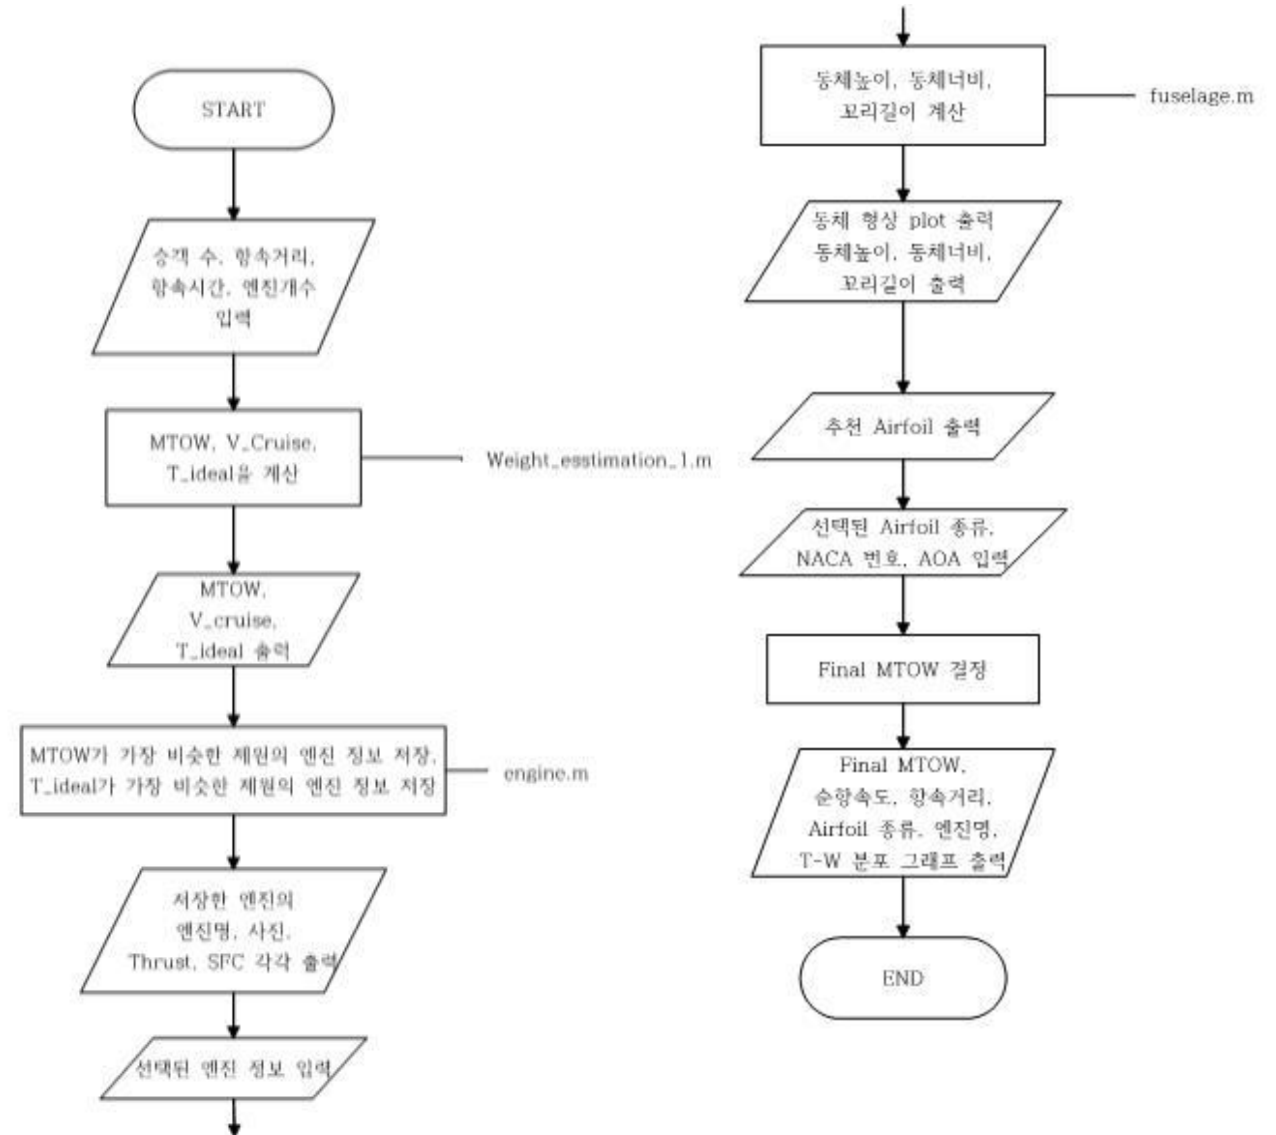 START
승객 수, 항속거리,
항속시간, 엔진개수
입력
MTOW, V_Cruise,
T_ideal을 계산
Weight_esstimation_1.m
MTOW,
V_cruise,
T_ideal 출력
MTOW가 가장 비슷한 제원의 엔진 정보 저장,
T_ideal가 가장 비슷한 제원의 엔진 정보 저장
engine.m
저장한 엔진의
엔진명, 사진,
Thrust, SFC 각각 출력
선택된 엔진 정보 입력
동체높이, 동체너비,
꼬리길이 계산
fuselage.m
동체 형상 plot 출력
동체높이, 동체너비,
꼬리길이 출력
추천 Airfoil 출력
선택된 Airfoil 종류,
NACA 번호, AOA 입력
Final MTOW 결정
Final MTOW,
순항속도, 항속거리,
Airfoil 종류, 엔진명,
T-W 분포 그래프 출력
END